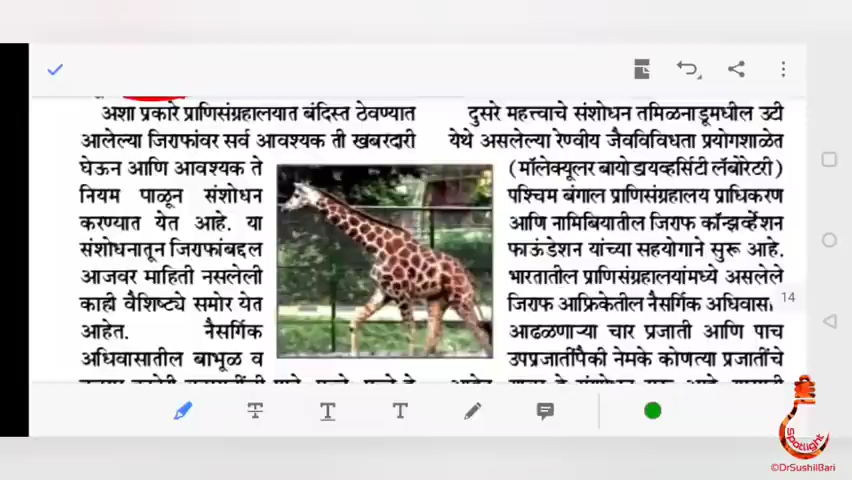 अशा प्रकारे प्राणिसंग्रहालयात बंदिस्त ठेवण्यात
आलेल्या जिराफांवर सर्व आवश्यक ती खबरदारी
घेऊन आणि आवश्यक ते
नियम पाळून संशोधन
करण्यात येत आहे. या
संशोधनातून जिराफांबद्दल
आजवर माहिती नसलेली
काही वैशिष्ट्ये समोर येत
आहेत. नैसर्गिक
अधिवासातील बाभूळ व
दुसरे महत्त्वाचे संशोधन तमिळनाडूमधील उटी
येथे असलेल्या रेण्वीय जैवविविधता प्रयोगशाळेत
(मॉलेक्यूलर बायोडायव्हर्सिटी लॅबोरेटरी)
पश्चिम बंगाल प्राणिसंग्रहालय प्राधिकरण
आणि नामिबियातील जिराफ कॉन्झर्व्हेशन
फाऊंडेशन यांच्या सहयोगाने सुरू आहे.
भारतातील प्राणिसंग्रहालयांमध्ये असलेले
जिराफ आफ्रिकेतील नैसर्गिक
आढळणाऱ्या चार प्रजाती आणि पाच
उपप्रजातींपैकी नेमके कोणत्या प्रजातींचे
14
T T T
Spotlight
©DrSushilBari